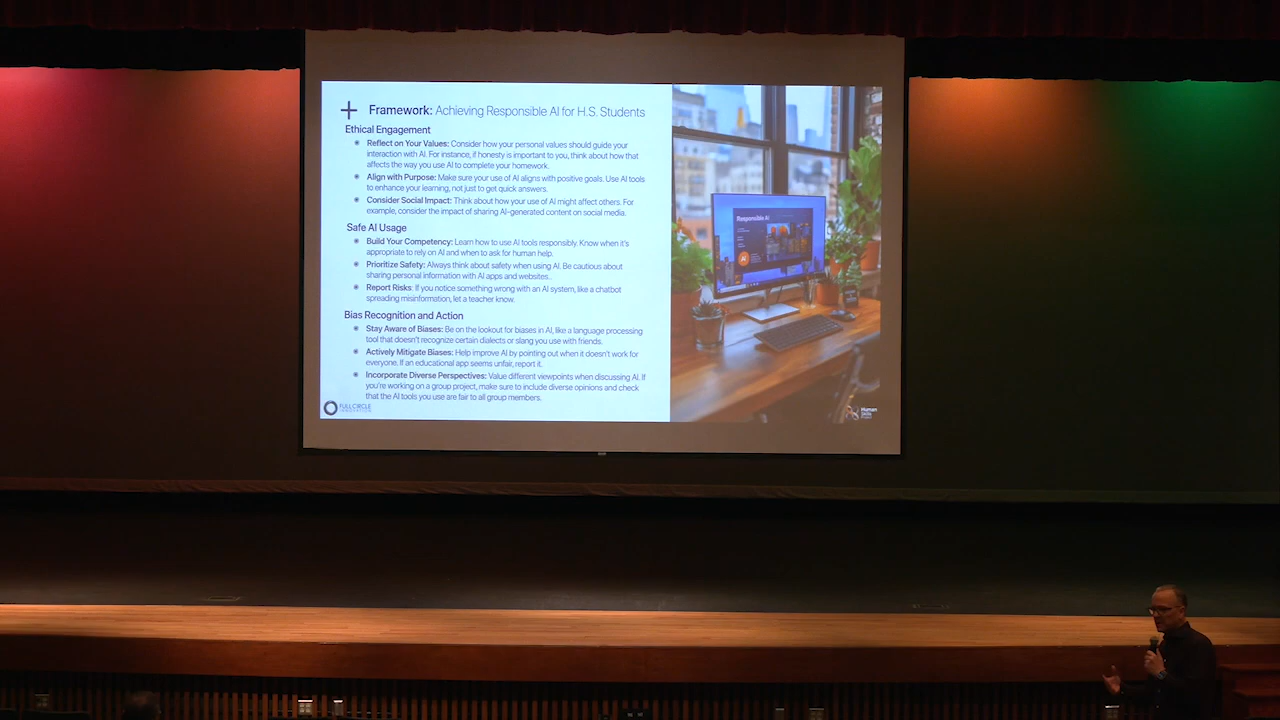 Framework: Achieving Responsible AI for H.S. Students
Ethical Engagement
Reflect on Your Values: Consider how your personal values should guide your
interaction with AI. For instance, if honesty is important to you, think about how that
affects the way you use AI to complete your homework.
Align with Purpose: Make sure your use of AI aligns with positive goals. Use AI tools
to enhance your learning, not just to get quick answers.
Consider Social Impact: Think about how your use of AI might affect others. For
example, consider the impact of sharing AI-generated content on social media.
Safe AI Usage
Build Your Competency: Learn how to use AI tools responsibly. Know when it's
appropriate to rely on AI and when to ask for human help.
Prioritize Safety: Always think about safety when using AI. Be cautious about
sharing personal information with AI apps and websites.
Report Risks: If you notice something wrong with an AI system, like a chatbot
spreading misinformation, let a teacher know.
Bias Recognition and Action
Stay Aware of Biases: Be on the lookout for biases in AI, like a language processing
tool that doesn't recognize certain dialects or slang you use with friends.
Actively Mitigate Biases: Help improve AI by pointing out when it doesn't work for
everyone. If an educational app seems unfair, report it.
Incorporate Diverse Perspectives: Value different viewpoints when discussing AI. If
you're working on a group project, make sure to include diverse opinions and check
that the AI tools you use are fair to all group members.
FULLCIRCLE
INNOVATION
Responsible AI
AI
Human
Skills
Project